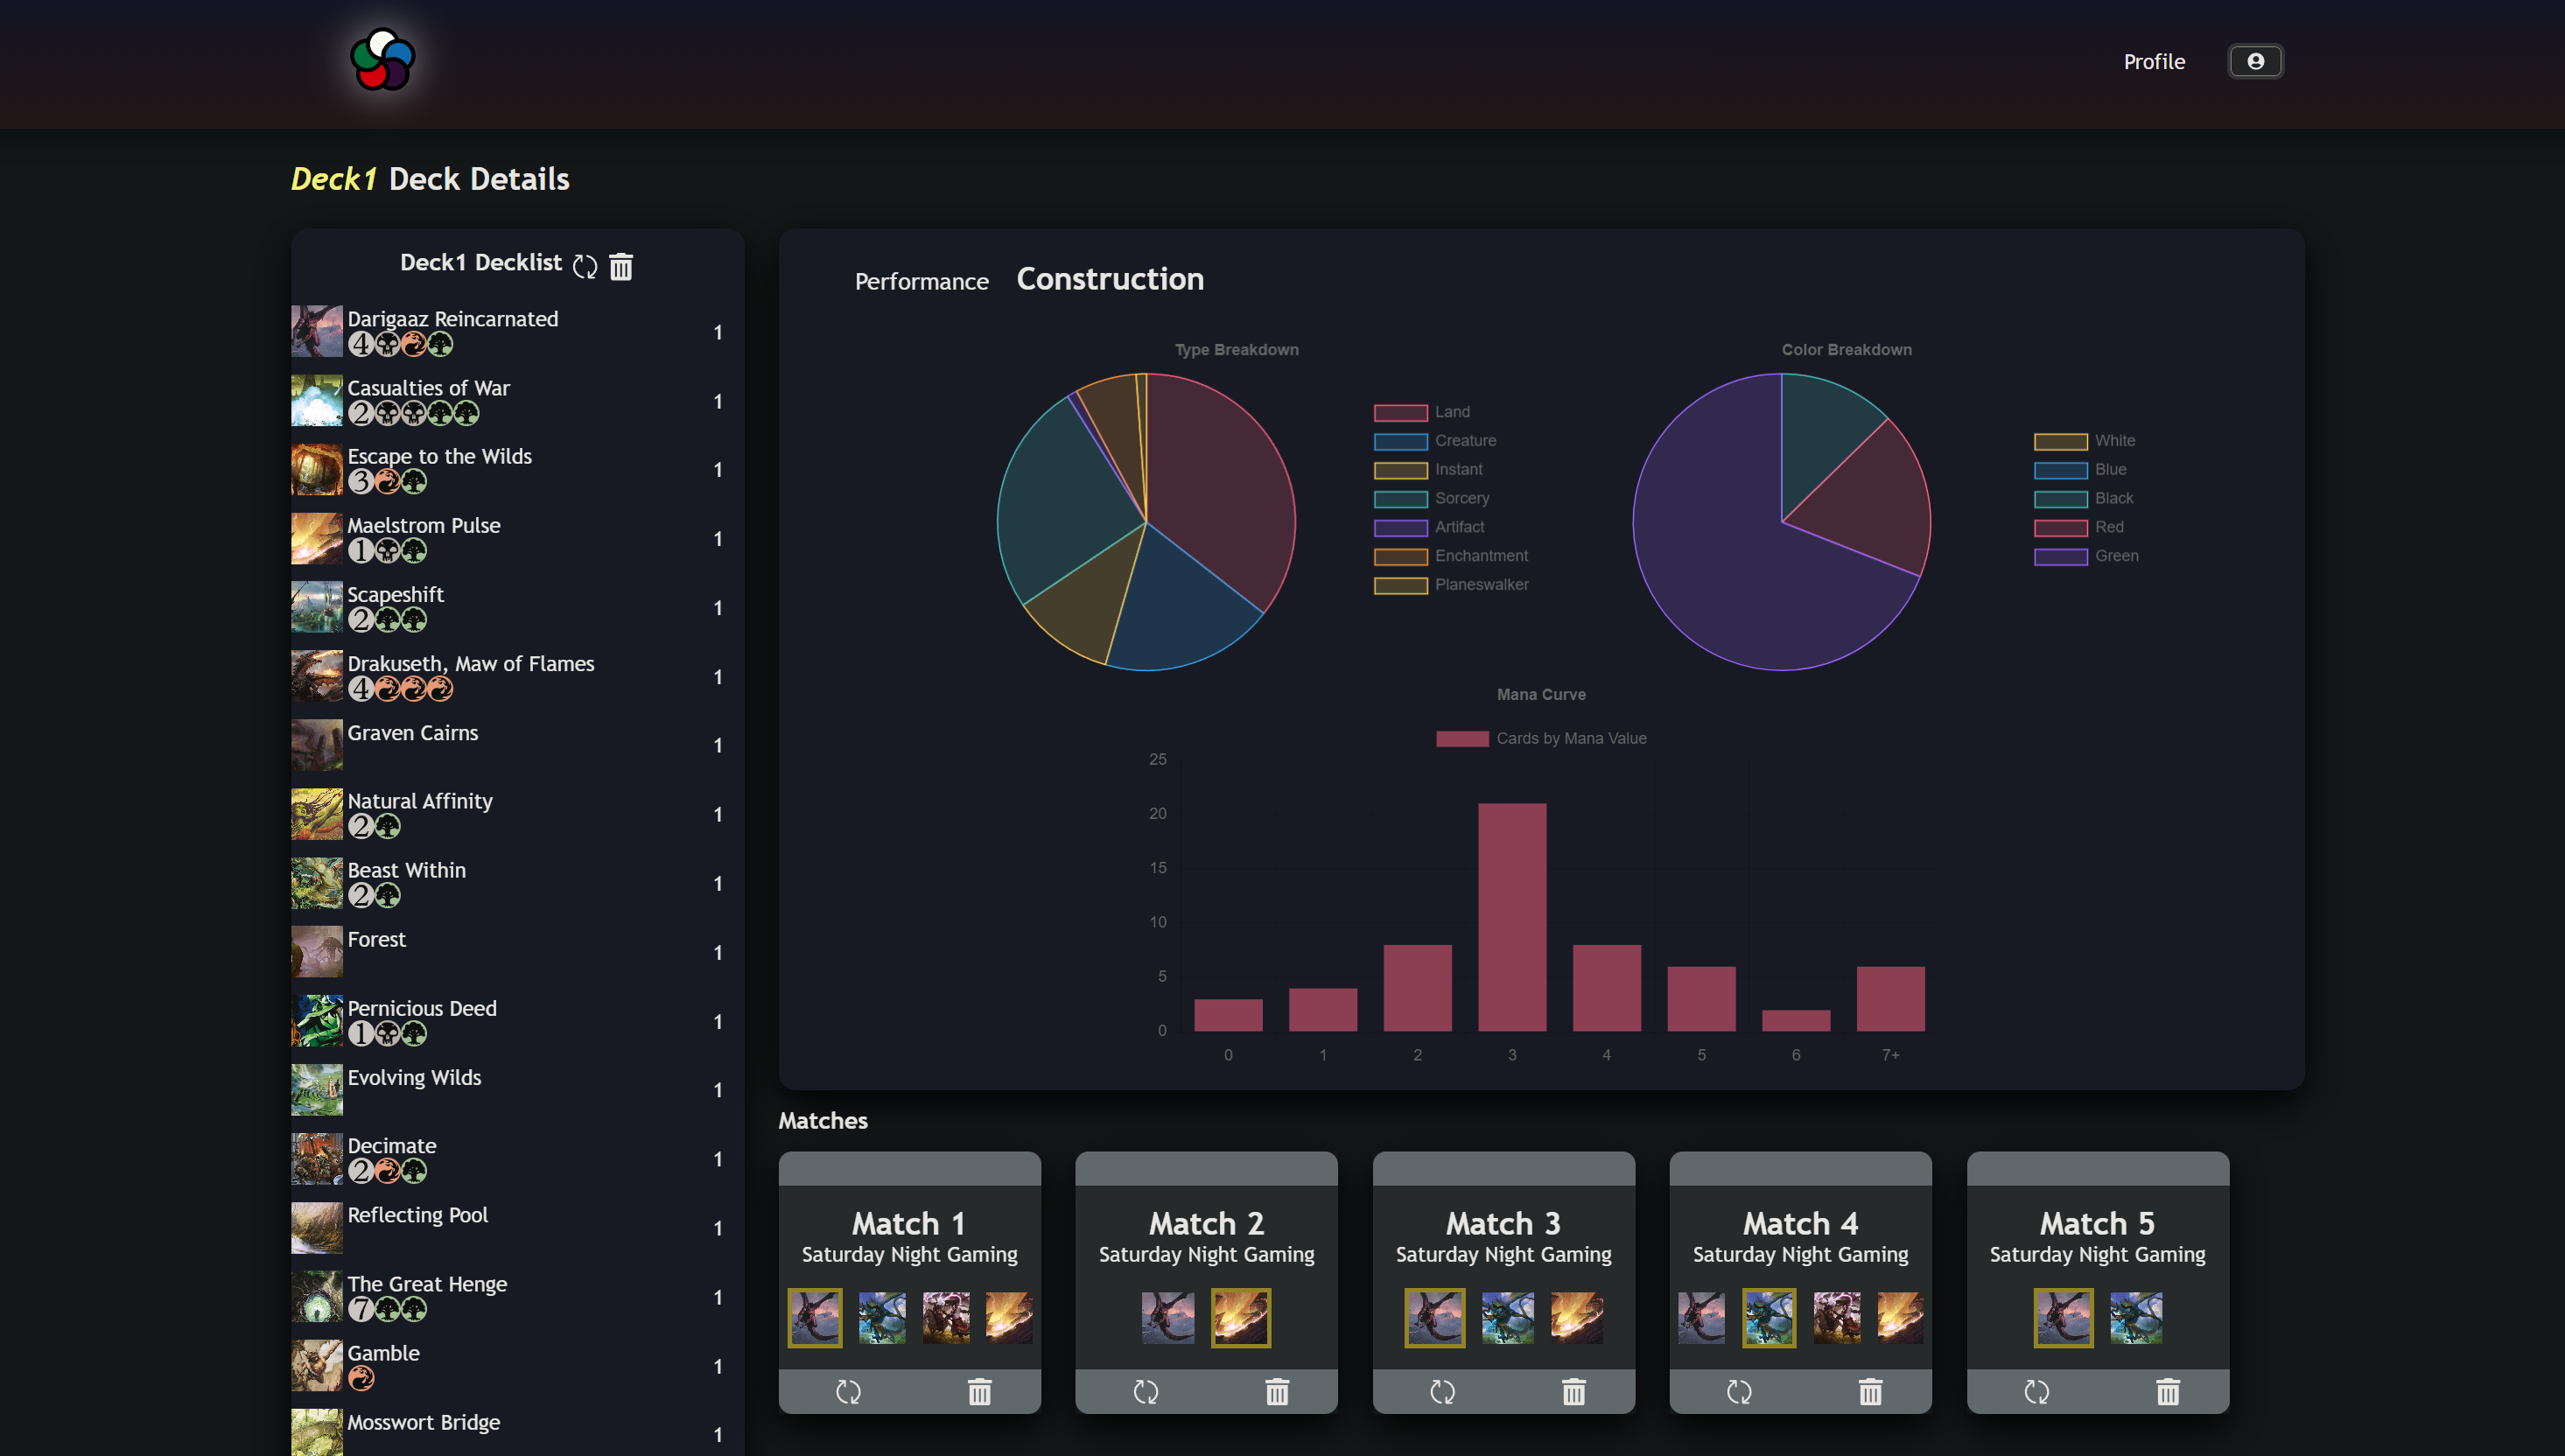 Profile
Deck1 Deck Details
Deck1 Decklist
Darigaaz Reincarnated
4
1
Casualties of War
2
1
Escape to the Wilds
3
1
Maelstrom Pulse
1
1
Scapeshift
2
1
Drakuseth, Maw of Flames
4
1
Graven Cairns
1
Natural Affinity
2
1
Beast Within
2
1
Forest
1
Pernicious Deed
1
1
Evolving Wilds
1
Decimate
2
1
Reflecting Pool
1
The Great Henge
7
1
Gamble
1
Mosswort Bridge
1
Performance Construction
Type Breakdown
Land
Creature
Instant
Sorcery
Artifact
Enchantment
Planeswalker
Color Breakdown
White
Blue
Black
Red
Green
Mana Curve
Cards by Mana Value
25
20
15
10
5
0
0 1 2 3 4 5 6 7+
Matches
Match 1
Saturday Night Gaming
Match 2
Saturday Night Gaming
Match 3
Saturday Night Gaming
Match 4
Saturday Night Gaming
Match 5
Saturday Night Gaming